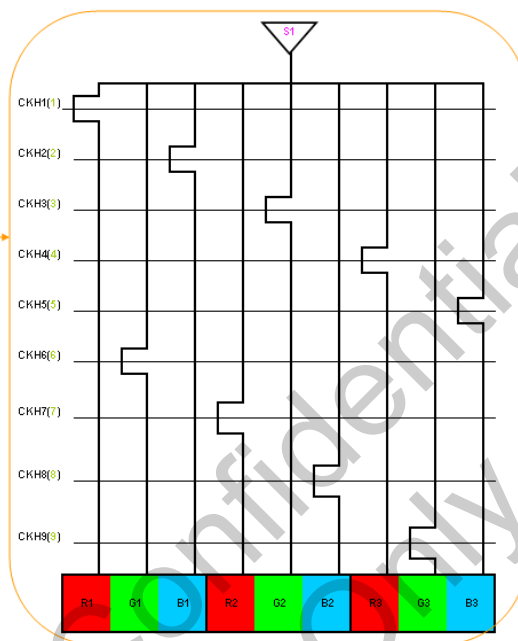 S1
CKH1(1)
CKH2(2)
CKH3(3)
CKH4(4)
CKH5(5)
CKH6(6)
CKH7(7)
CKH8(8)
CKH9(9)
R1 G1 B1 R2 G2 B2 R3 G3 B3
Confidential
Only